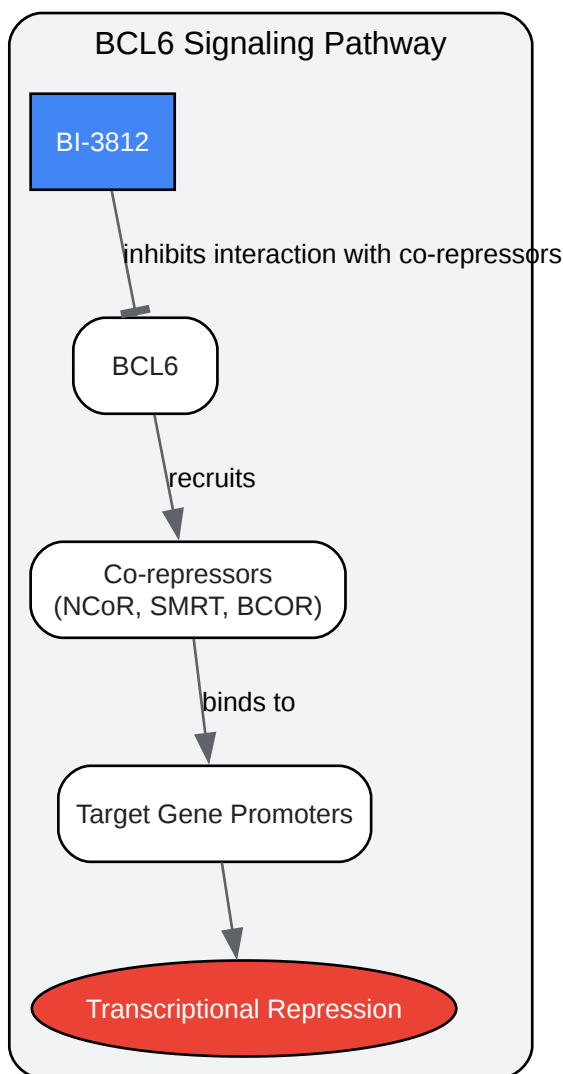 BCL6 Signaling Pathway
BI-3812
inhibits interaction with co-repressors
BCL6
recruits
Co-repressors
(NCoR, SMRT, BCOR)
binds to
Target Gene Promoters
Transcriptional Repression